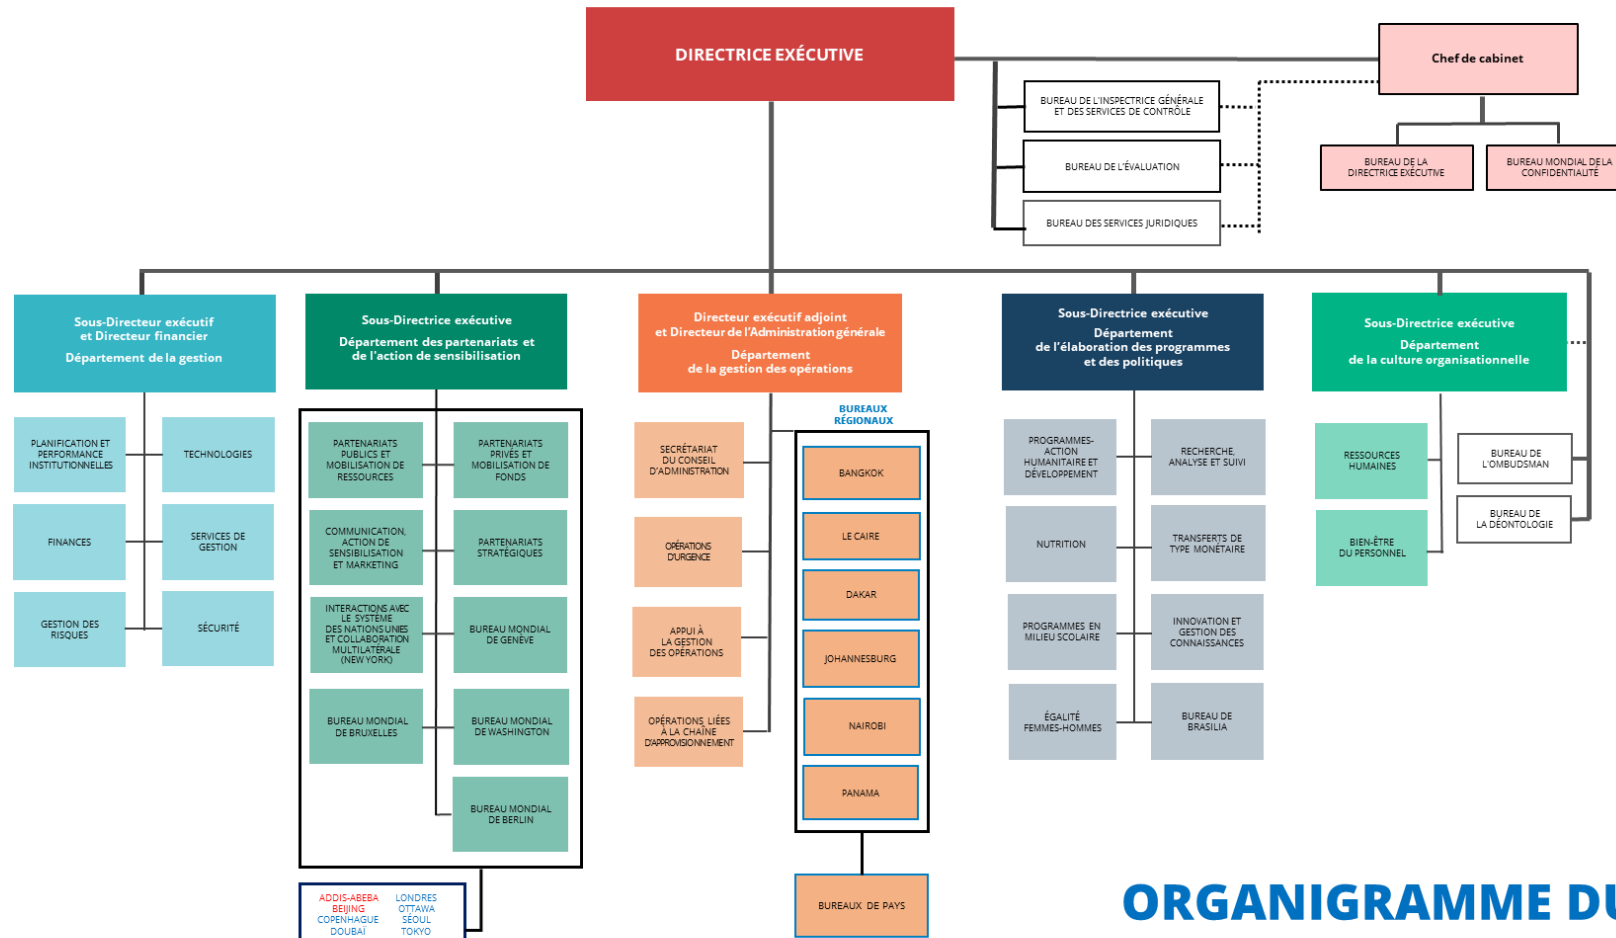 DIRECTRICE EXÉCUTIVE
Chef de cabinet
BUREAU DE L'INSPECTRICE GÉNÉRALE
ET DES SERVICES DE CONTRÔLE
BUREAU DE L'ÉVALUATION
BUREAU DES SERVICES JURIDIQUES
BUREAU DE LA
DIRECTRICE EXÉCUTIVE
BUREAU MONDIAL DE LA
CONFIDENTIALITÉ
Sous-Directeur exécutif
et Directeur financier
Département de la gestion
PLANIFICATION ET
PERFORMANCE
INSTITUTIONNELLES
TECHNOLOGIES
FINANCES
SERVICES DE
GESTION
GESTION DES
RISQUES
SÉCURITÉ
Sous-Directrice exécutive
Département des partenariats et
de l'action de sensibilisation
PARTENARIATS
PUBLICS ET
MOBILISATION DE
RESSOURCES
PARTENARIATS
PRIVÉS ET
MOBILISATION DE
FONDS
COMMUNICATION,
ACTION DE
SENSIBILISATION
ET MARKETING
PARTENARIATS
STRATÉGIQUES
INTERACTIONS AVEC
LE SYSTÈME
DES NATIONS UNIES
ET COLLABORATION
MULTILATÉRALE
(NEW YORK)
BUREAU MONDIAL
DE GENÈVE
BUREAU MONDIAL
DE BRUXELLES
BUREAU MONDIAL
DE WASHINGTON
BUREAU MONDIAL
DE BERLIN
ADDIS-ABEBA
BEIJING
COPENHAGUE
DOUBAÏ
LONDRES
OTTAWA
SÉOUL
TOKYO
Directeur exécutif adjoint
et Directeur de l'Administration générale
Département
de la gestion des opérations
SECRÉTARIAT
DU CONSEIL
D'ADMINISTRATION
OPÉRATIONS
D'URGENCE
APPUI À
LA GESTION
DES OPÉRATIONS
OPÉRATIONS LIÉES
À LA CHAÎNE
D'APPROVISIONNEMENT
BUREAUX
RÉGIONAUX
BANGKOK
LE CAIRE
DAKAR
JOHANNESBURG
NAIROBI
PANAMA
BUREAUX DE PAYS
Sous-Directrice exécutive
Département
de l'élaboration des programmes
et des politiques
PROGRAMMES-
ACTION
HUMANITAIRE ET
DÉVELOPPEMENT
RECHERCHE,
ANALYSE ET SUIVI
NUTRITION
TRANSFERTS DE
TYPE MONÉTAIRE
PROGRAMMES EN
MILIEU SCOLAIRE
INNOVATION ET
GESTION DES
CONNAISSANCES
ÉGALITÉ
FEMMES-HOMMES
BUREAU DE
BRASILIA
Sous-Directrice exécutive
Département
de la culture organisationnelle
RESSOURCES
HUMAINES
BIEN-ÊTRE
DU PERSONNEL
BUREAU DE
L'OMBUDSMAN
BUREAU DE
LA DÉONTOLOGIE
ORGANIGRAMME DU